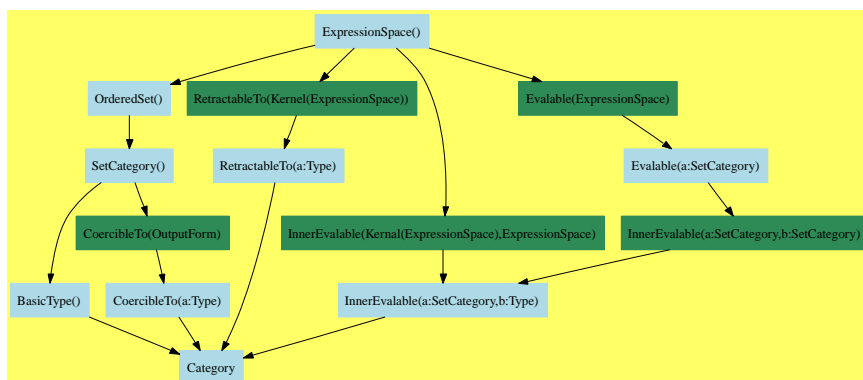 ExpressionSpace()
OrderedSet()
RetractableTo(Kernel(ExpressionSpace))
Evalable(ExpressionSpace)
SetCategory()
RetractableTo(a:Type)
Evalable(a:SetCategory)
CoercibleTo(OutputForm)
InnerEvalable(Kernal(ExpressionSpace),ExpressionSpace)
InnerEvalable(a:SetCategory,b:SetCategory)
BasicType()
CoercibleTo(a:Type)
InnerEvalable(a:SetCategory,b:Type)
Category